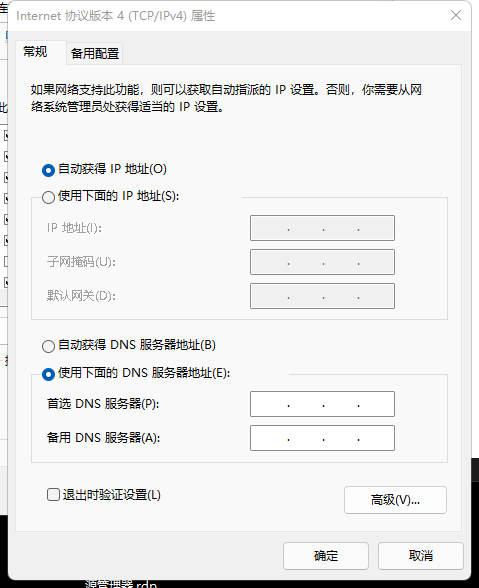 Internet 协议版本 4 (TCP/IPv4) 属性
常规
备用配置
如果网络支持此功能，则可以获取自动指派的 IP 设置。否则，你需要从网
络系统管理员处获得适当的 IP 设置。
自动获得 IP 地址(O)
使用下面的 IP 地址(S):
IP 地址(I):
子网掩码(U):
默认网关(D):
自动获得 DNS 服务器地址(B)
使用下面的 DNS 服务器地址(E):
首选 DNS 服务器(P):
备用 DNS 服务器(A):
退出时验证设置(L)
高级(V)...
确定
取消
源管理器.rdp